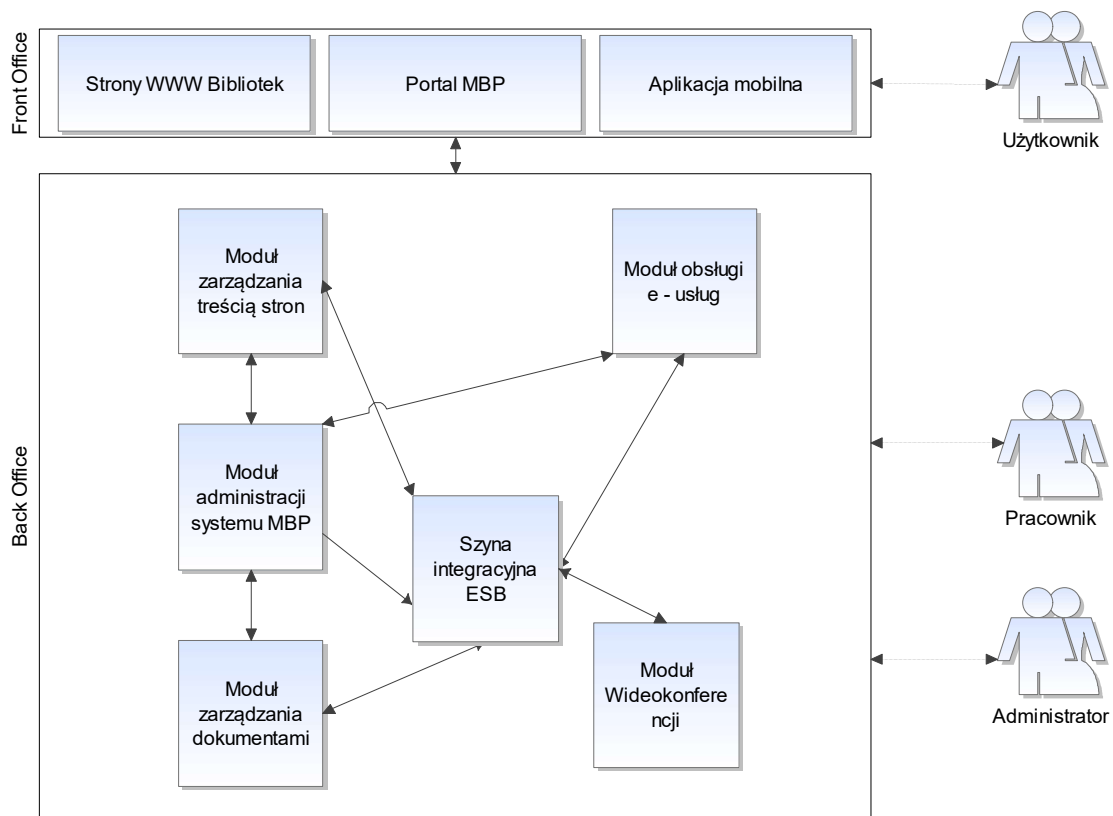 Front Office
Strony WWW Bibliotek
Portal MBP
Aplikacja mobilna
Użytkownik
Back Office
Moduł
zarządzania
treścią stron
Moduł obsługi
e - usług
Moduł
administracji
systemu MBP
Szyna
integracyjna
ESB
Pracownik
Moduł
zarządzania
dokumentami
Moduł
Wideokonfere
ncji
Administrator